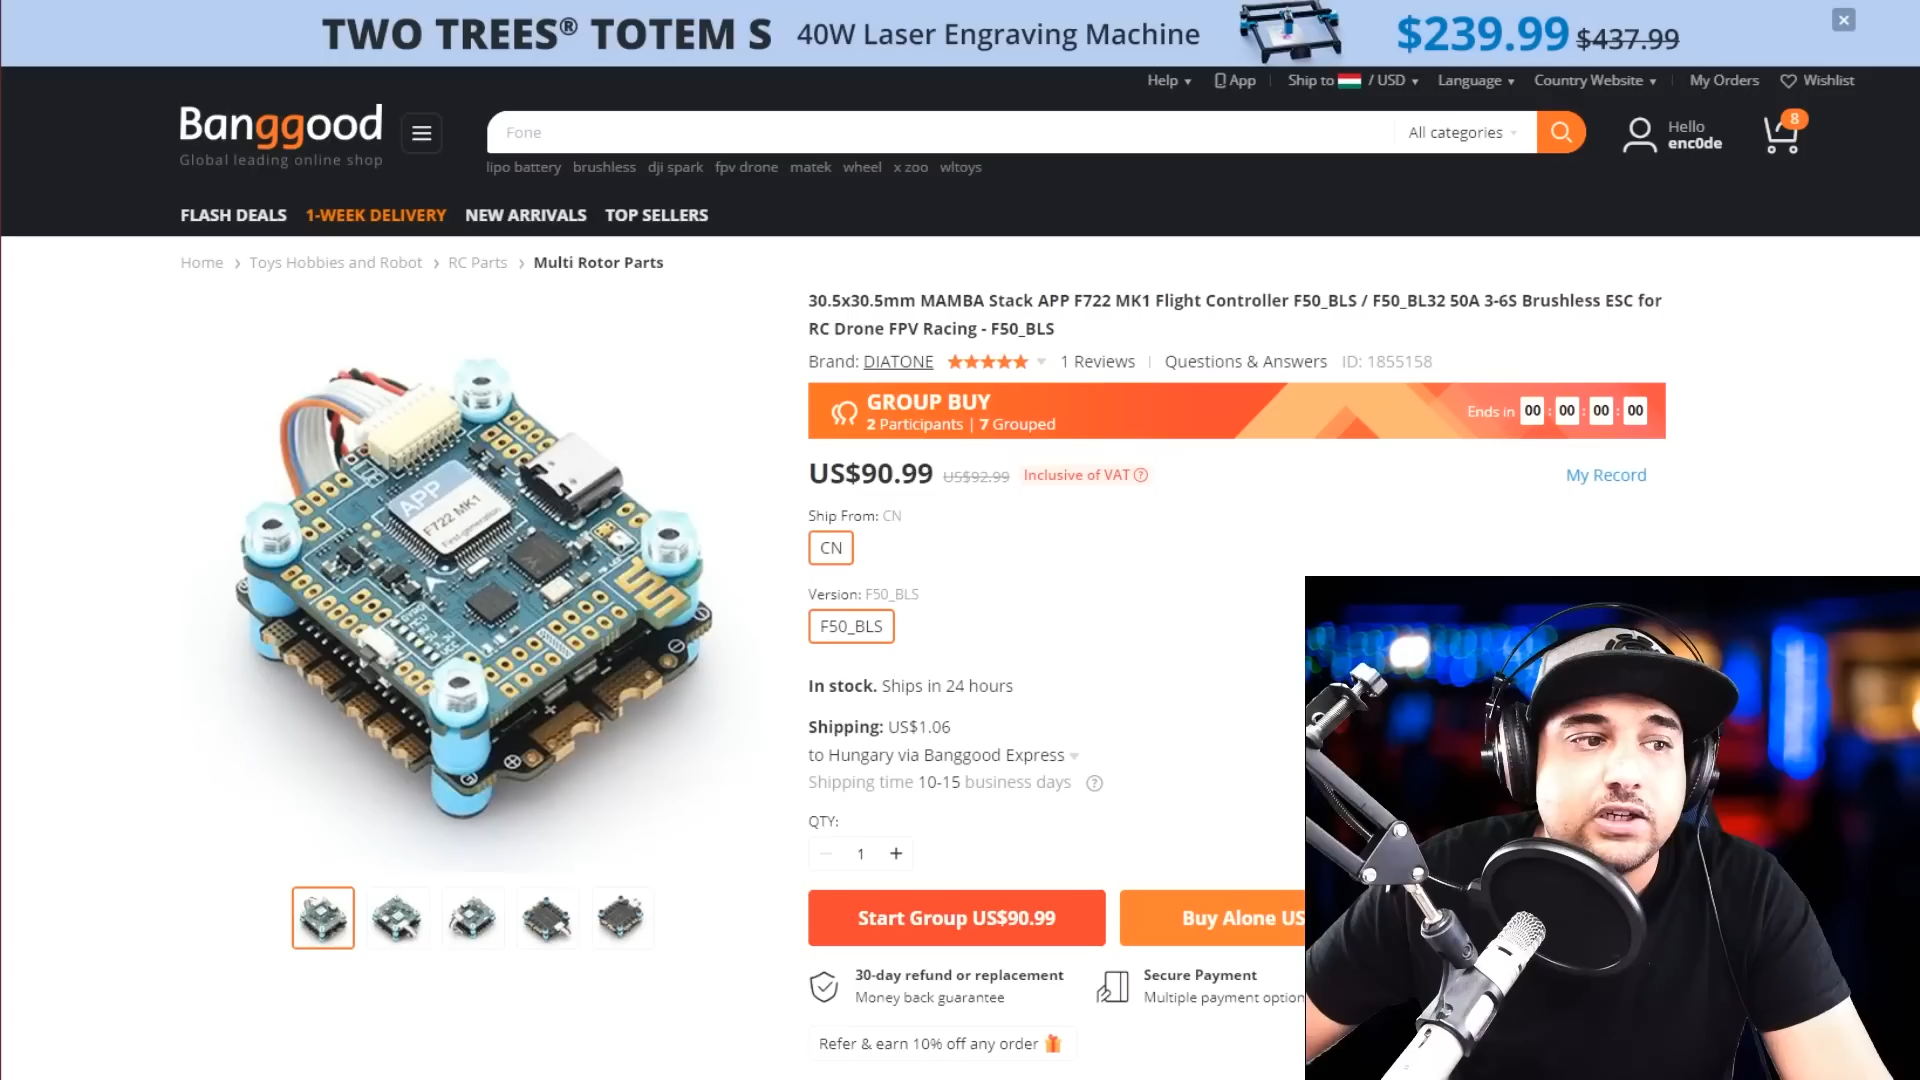 TWO TREES® TOTEM S 40W Laser Engraving Machine $239.99 $437.99
Help App Ship to / USD Language Country Website My Orders Wishlist
Banggood
Global leading online shop
Fone All categories
Hello
enc0de
8
lipo battery brushless dji spark fpv drone matek wheel x zoo wltoys
FLASH DEALS 1-WEEK DELIVERY NEW ARRIVALS TOP SELLERS
Home > Toys Hobbies and Robot > RC Parts > Multi Rotor Parts
30.5x30.5mm MAMBA Stack APP F722 MK1 Flight Controller F50_BLS / F50_BL32 50A 3-6S Brushless ESC for
RC Drone FPV Racing - F50_BLS
Brand: DIATONE 1 Reviews | Questions & Answers ID: 1855158
GROUP BUY
2 Participants | 7 Grouped
Ends in 00 : 00 : 00 : 00
US$90.99 US$92.99 Inclusive of VAT
My Record
Ship From: CN
CN
Version: F50_BLS
F50_BLS
In stock. Ships in 24 hours
Shipping: US$1.06
to Hungary via Banggood Express
Shipping time 10-15 business days
QTY:
1 +
Start Group US$90.99
Buy Alone US
30-day refund or replacement
Money back guarantee
Secure Payment
Multiple payment option
Refer & earn 10% off any order
APP
F722 MK1
First-generation